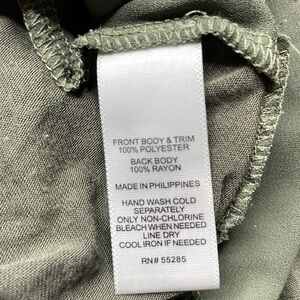 FRONT BODY & TRIM
100% POLYESTER
BACK BODY
100% RAYON
MADE IN PHILIPPINES
HAND WASH COLD
SEPARATELY
ONLY NON-CHLORINE
BLEACH WHEN NEEDED
LINE DRY
COOL IRON IF NEEDED
RN# 55285